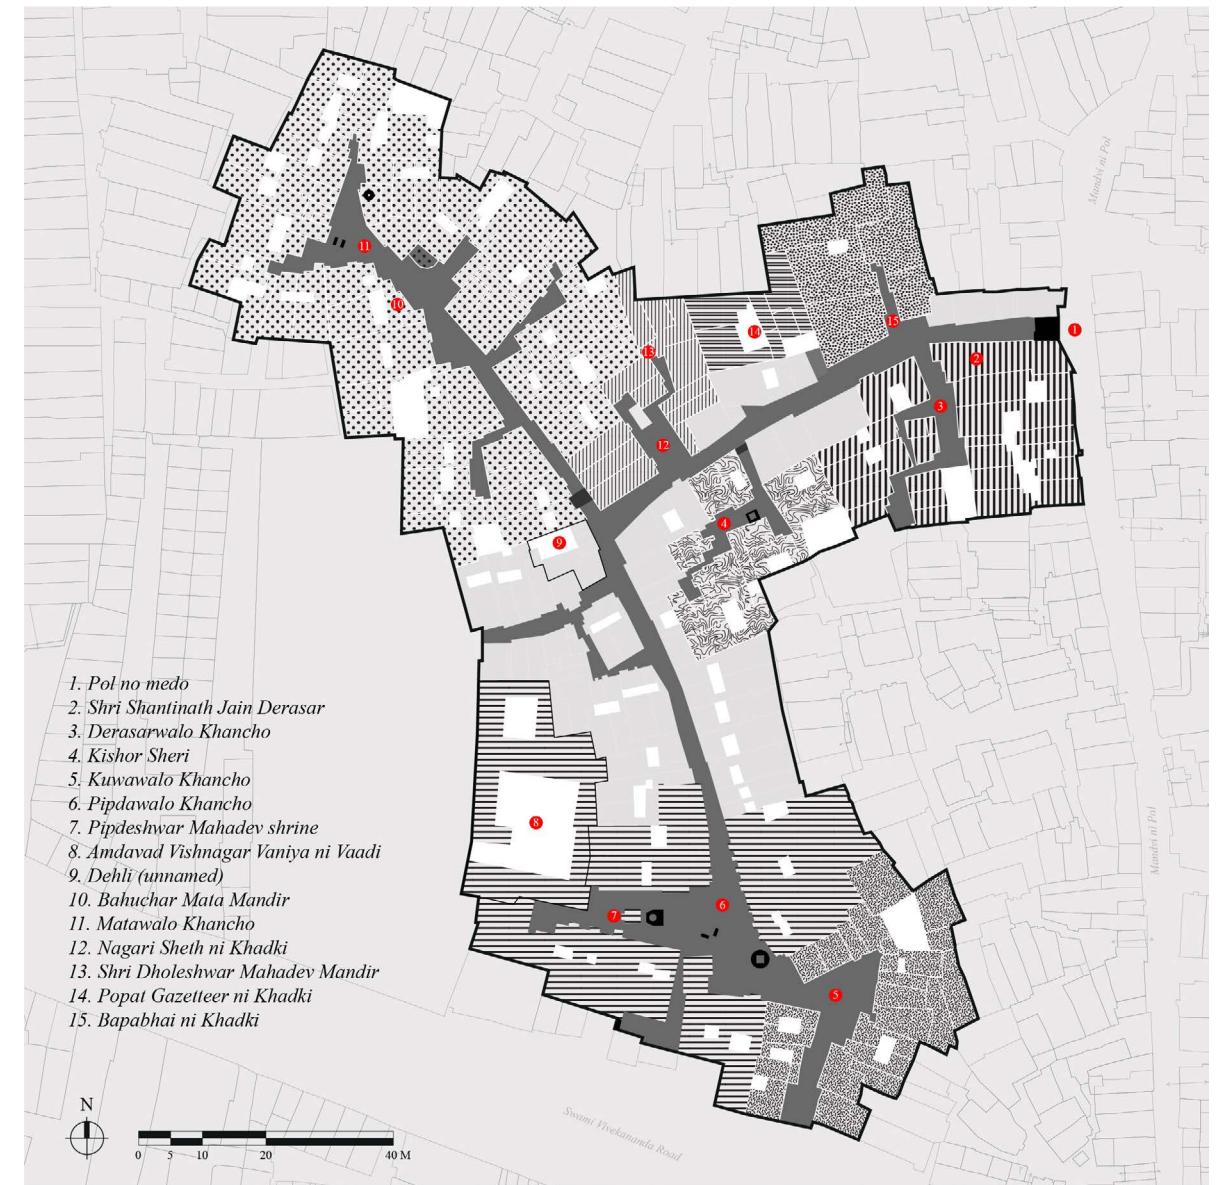 Mandvi ni Pol
11
10
15
1
14
13
2
3
12
4
9
1. Pol no medo
2. Shri Shantinath Jain Derasar
3. Derasarwalo Khancho
4. Kishor Sheri
5. Kuwawalo Khancho
6. Pipdawalo Khancho
7. Pipdeshwar Mahadev shrine
8. Amdavad Vishnagar Vaniya ni Vaadi
9. Dehli (unnamed)
10. Bahuchar Mata Mandir
11. Matawalo Khancho
12. Nagari Sheth ni Khadki
13. Shri Dholeshwar Mahadev Mandir
14. Popat Gazetteer ni Khadki
15. Bapabhai ni Khadki
8
Mandvi ni Pol
6
7
5
N
0 5 10 20 40 M
Swami Vivekananda Road